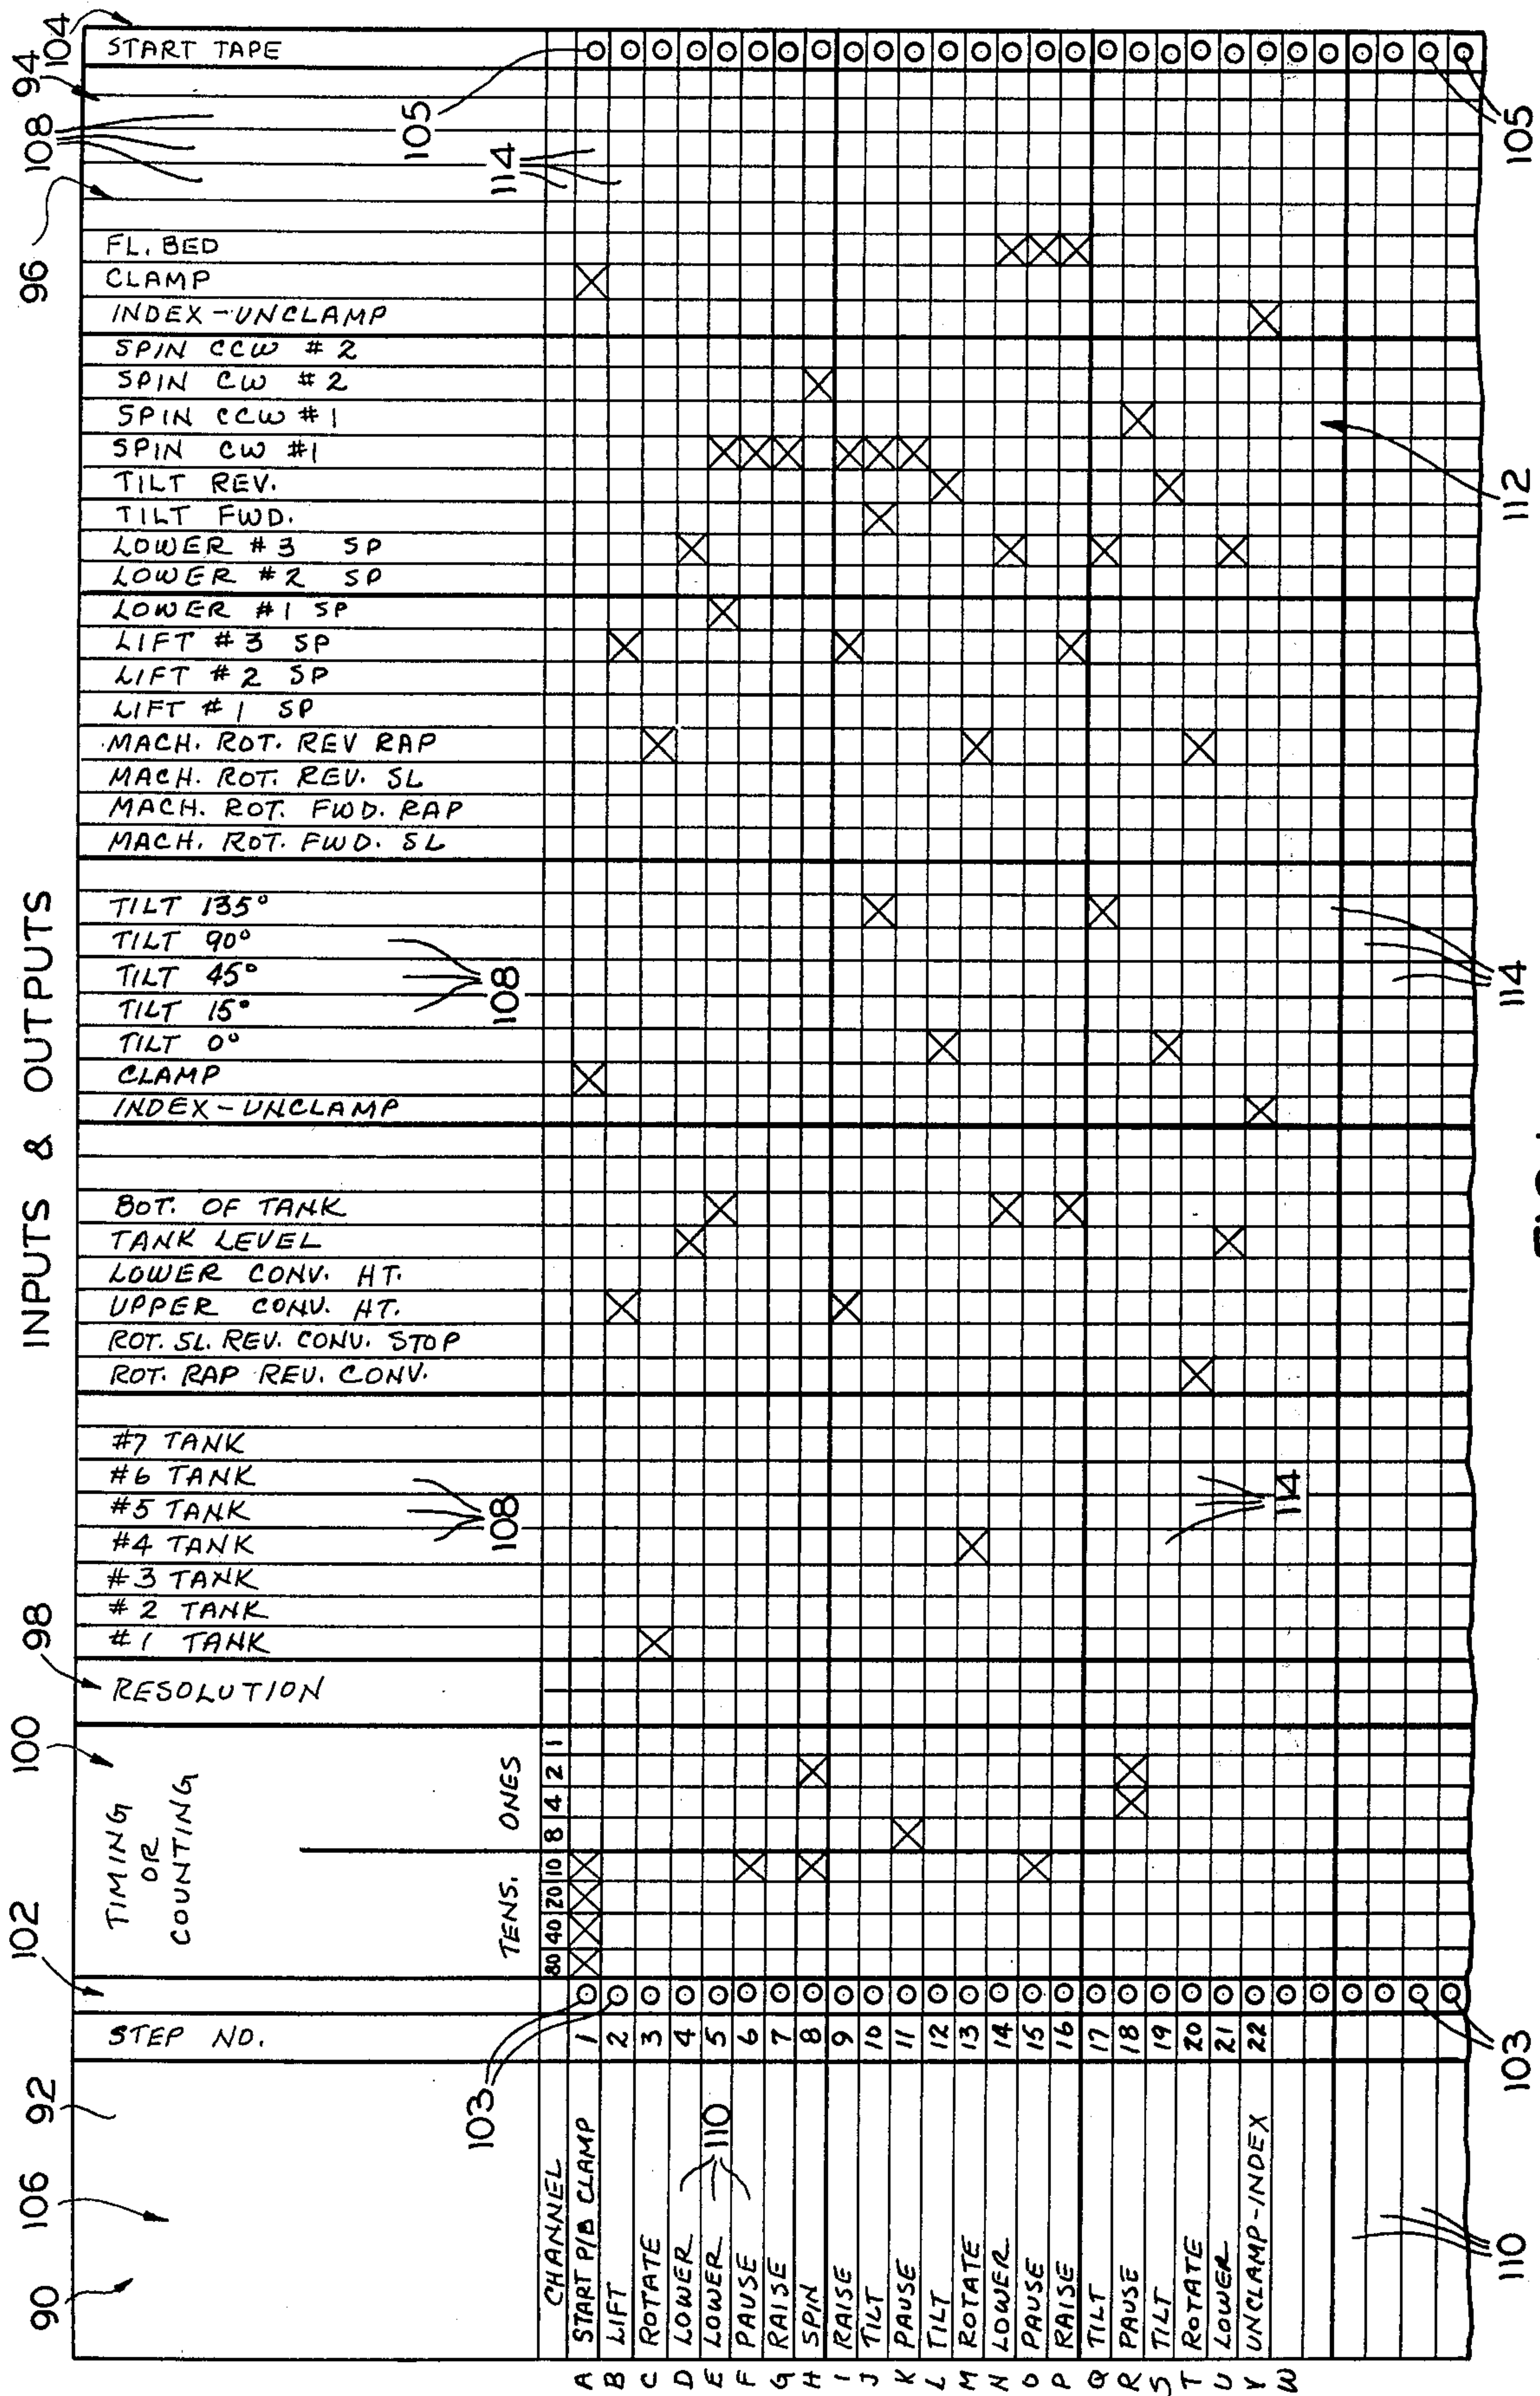 INPUTS & OUTPUTS
90
106
92
102
100
98
96
108
94
104
STEP NO.
TIMING
OR
COUNTING
RESOLUTION
#1 TANK
#2 TANK
#3 TANK
#4 TANK
#5 TANK
#6 TANK
#7 TANK
ROT. RAP REV. CONV.
ROT. SL. REV. CONV. STOP
UPPER CONV. HT.
LOWER CONV. HT.
TANK LEVEL
BOT. OF TANK
INDEX-UNCLAMP
CLAMP
TILT 0°
TILT 15°
TILT 45°
TILT 90°
TILT 135°
MACH. ROT. FWD. SL
MACH. ROT. FWD. RAP
MACH. ROT. REV. SL
MACH. ROT. REV RAP
LIFT #1 SP
LIFT #2 SP
LIFT #3 SP
LOWER #1 SP
LOWER #2 SP
LOWER #3 SP
TILT FWD.
TILT REV.
SPIN CW #1
SPIN CCW #1
SPIN CW #2
SPIN CCW #2
INDEX-UNCLAMP
CLAMP
FL. BED
START TAPE
103
108
108
114
105
TENS. ONES
CHANNEL 80 40 20 10 8 4 2 1
A START P/B CLAMP 1
B LIFT 2
C ROTATE 3
D LOWER 4
E LOWER 5
110
F PAUSE 6
G RAISE 7
H SPIN 8
I RAISE 9
J TILT 10
K PAUSE 11
L TILT 12
M ROTATE 13
N LOWER 14
O PAUSE 15
P RAISE 16
Q TILT 17
R PAUSE 18
S TILT 19
T ROTATE 20
U LOWER 21
V UNCLAMP-INDEX 22
W
114
110
103
114
112
105